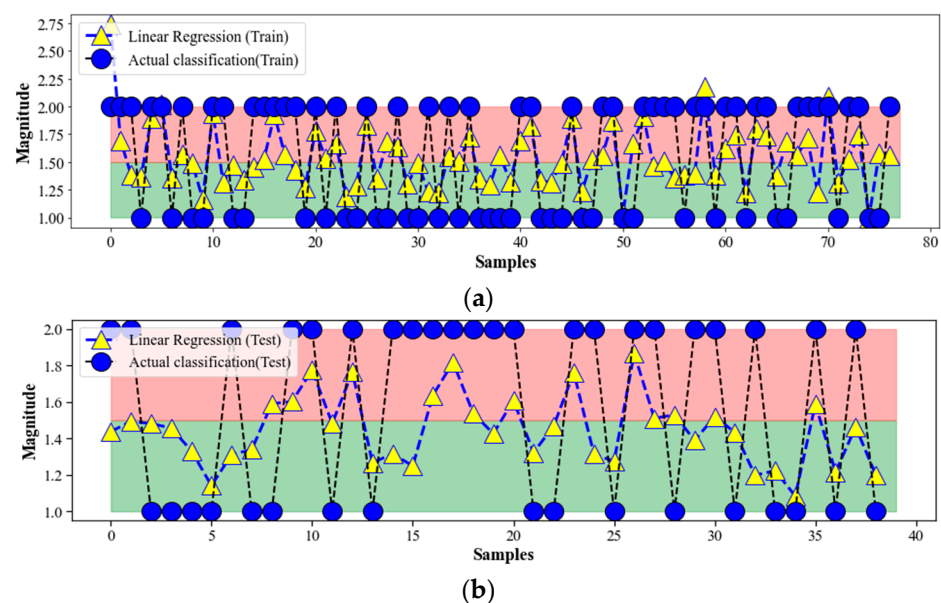 2.75
2.50
2.25
2.00
1.75
1.50
1.25
1.00
Magnitude
Linear Regression (Train)
Actual classification(Train)
0 10 20 30 40 50 60 70 80
Samples
(a)
2.0
1.8
1.6
1.4
1.2
1.0
Magnitude
Linear Regression (Test)
Actual classification(Test)
0 5 10 15 20 25 30 35 40
Samples
(b)